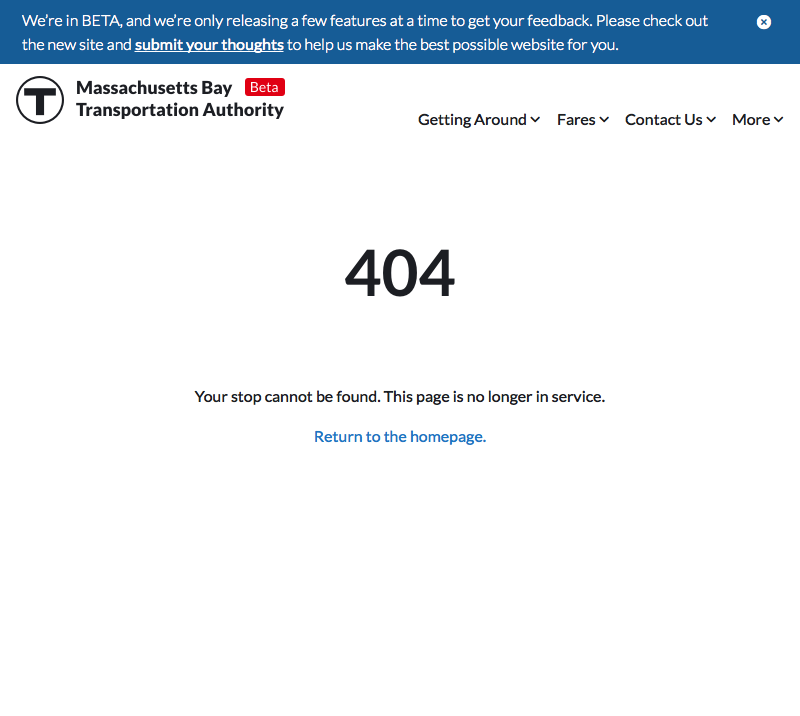 We're in BETA, and we're only releasing a few features at a time to get your feedback. Please check out
the new site and submit your thoughts to help us make the best possible website for you.
T
Massachusetts Bay Beta
Transportation Authority
Getting Around Fares Contact Us More
404
Your stop cannot be found. This page is no longer in service.
Return to the homepage.